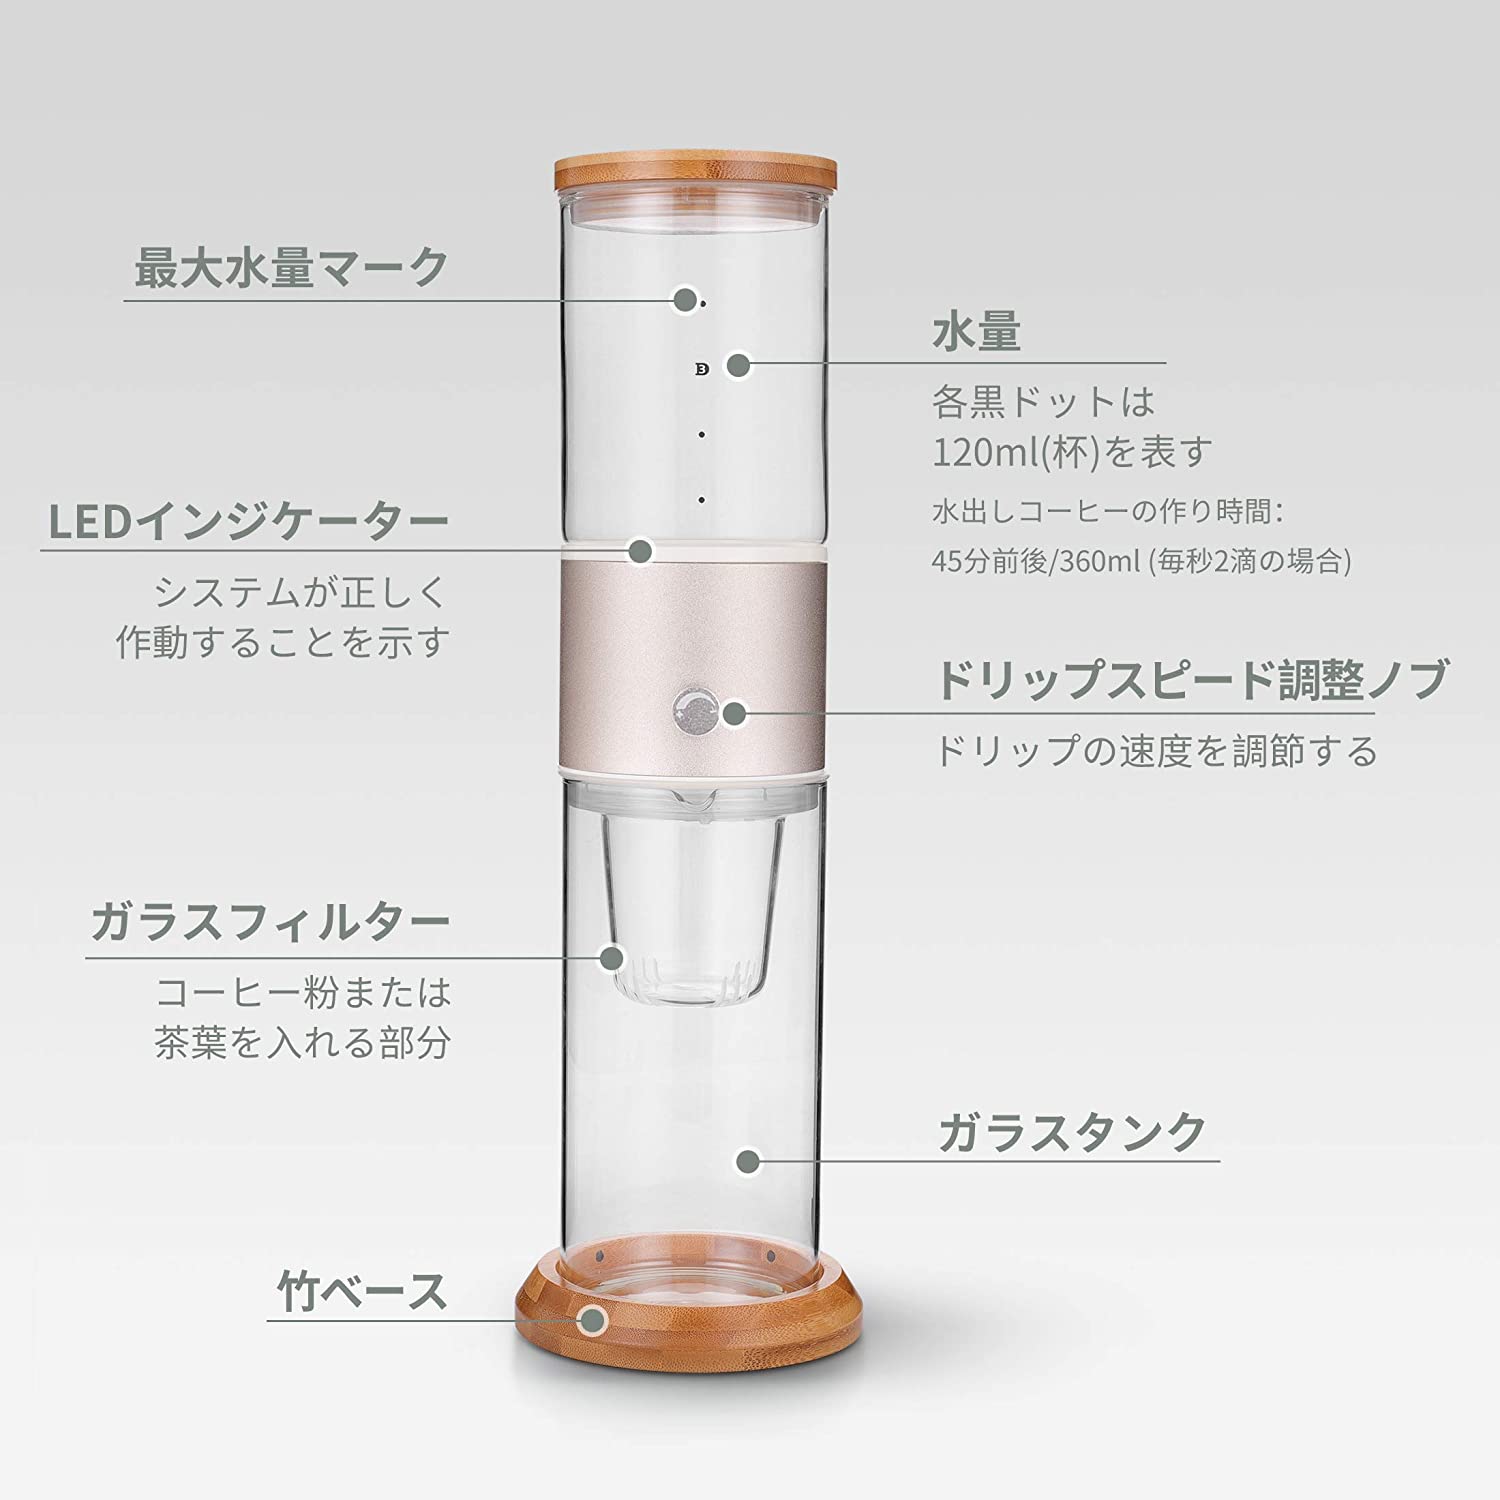 最大水量マーク
水量
各黒ドットは
120ml(杯)を表す
水出しコーヒーの作り時間：
45分前後/360ml (毎秒2滴の場合)
LEDインジケーター
システムが正しく
作動することを示す
ドリップスピード調整ノブ
ドリップの速度を調節する
ガラスフィルター
コーヒー粉または
茶葉を入れる部分
ガラスタンク
竹ベース